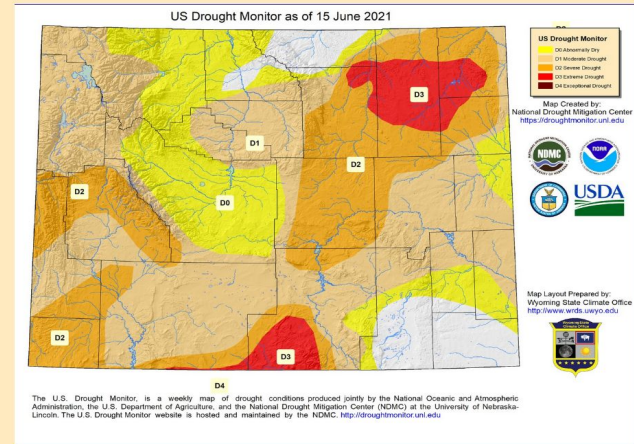 US Drought Monitor as of 15 June 2021
US Drought Monitor
D0 Abnormally Dry
D1 Moderate Drought
D2 Severe Drought
D3 Extreme Drought
D4 Exceptional Drought
Map Created by:
National Drought Mitigation Center
https://droughtmonitor.unl.edu
NDMC
NOAA
USDA
D3
D1
D2
D2
D0
D2
D3
D4
Map Layout Prepared by:
Wyoming State Climate Office
http://www.wrds.uwyo.edu
The U.S. Drought Monitor, is a weekly map of drought conditions produced jointly by the National Oceanic and Atmospheric
Administration, the U.S. Department of Agriculture, and the National Drought Mitigation Center (NDMC) at the University of Nebraska-
Lincoln. The U.S. Drought Monitor website is hosted and maintained by the NDMC. http://droughtmonitor.unl.edu